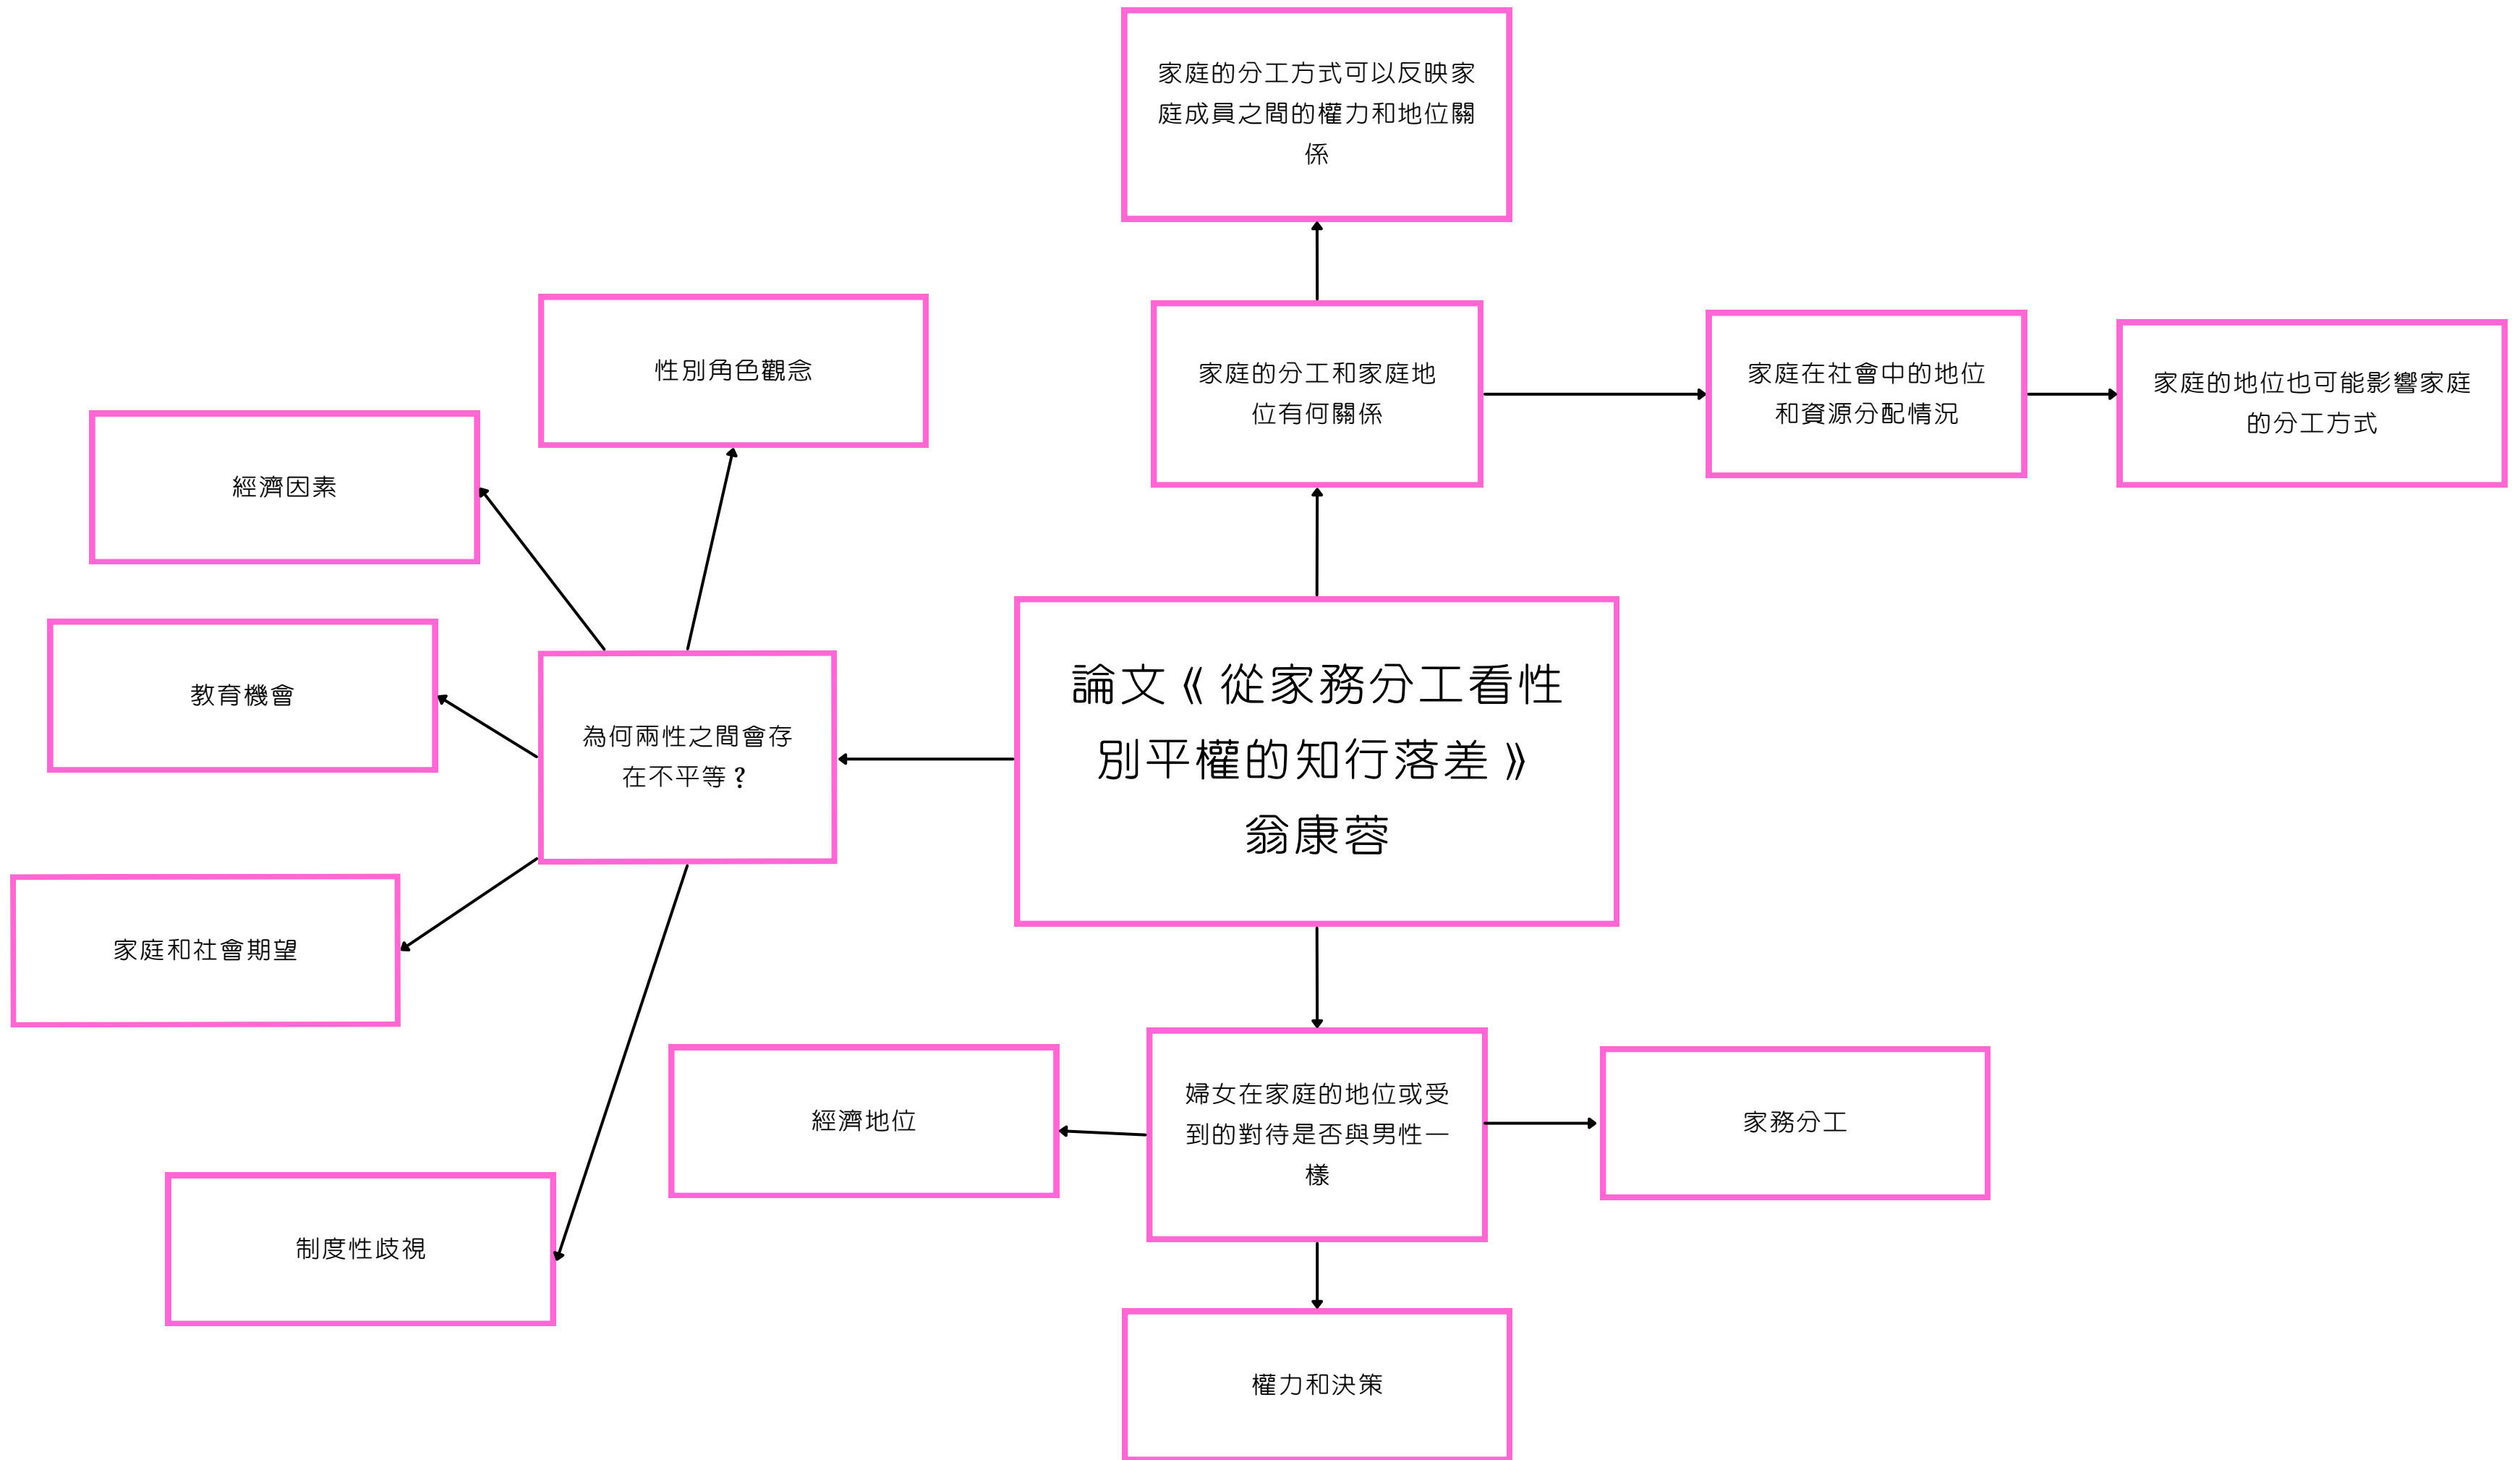 家庭的分工方式可以反映家
庭成員之間的權力和地位關
係
性別角色觀念
家庭的分工和家庭地
位有何關係
家庭在社會中的地位
和資源分配情況
家庭的地位也可能影響家庭
的分工方式
經濟因素
教育機會
為何兩性之間會存
在不平等？
論文《從家務分工看性
別平權的知行落差》
翁康蓉
家庭和社會期望
經濟地位
婦女在家庭的地位或受
到的對待是否與男性一
樣
家務分工
制度性歧視
權力和決策